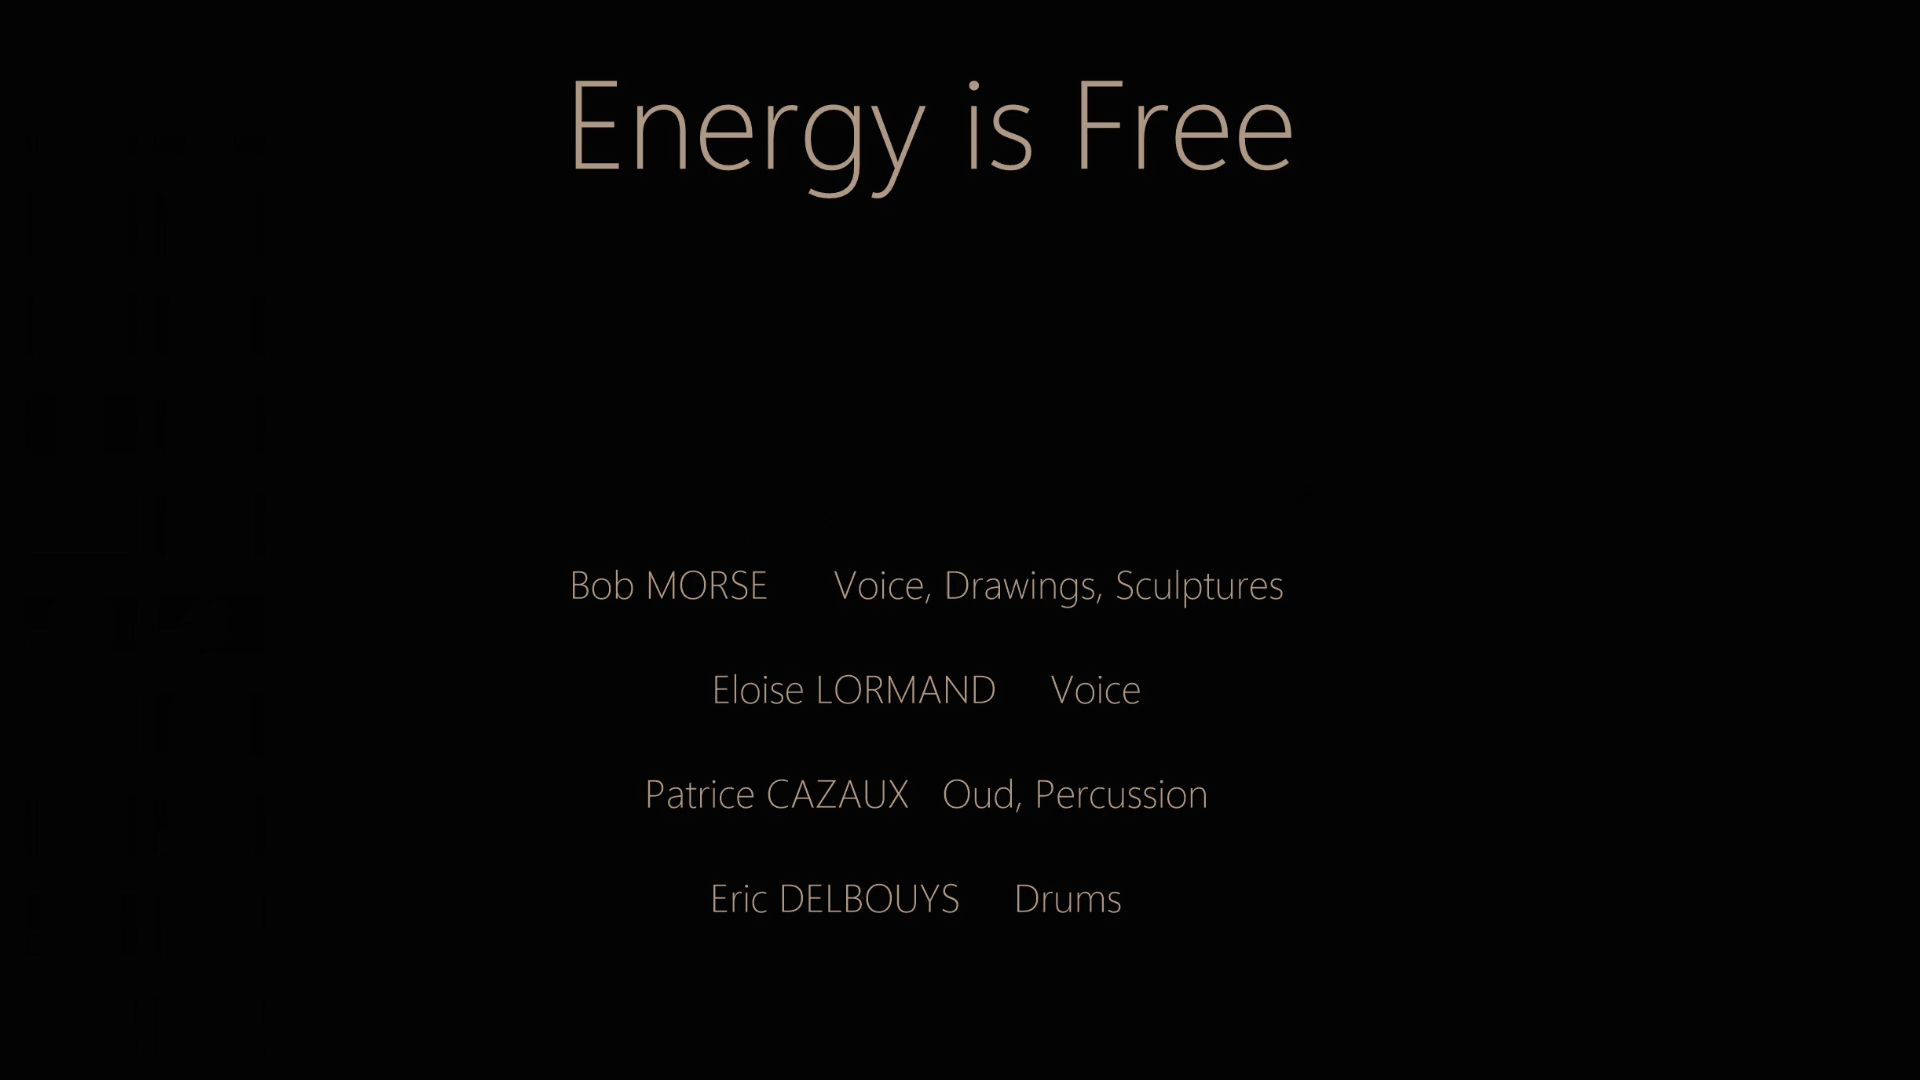 Energy is Free
Bob MORSE Voice, Drawings, Sculptures
Eloise LORMAND Voice
Patrice CAZAUX Oud, Percussion
Eric DELBOUYS Drums